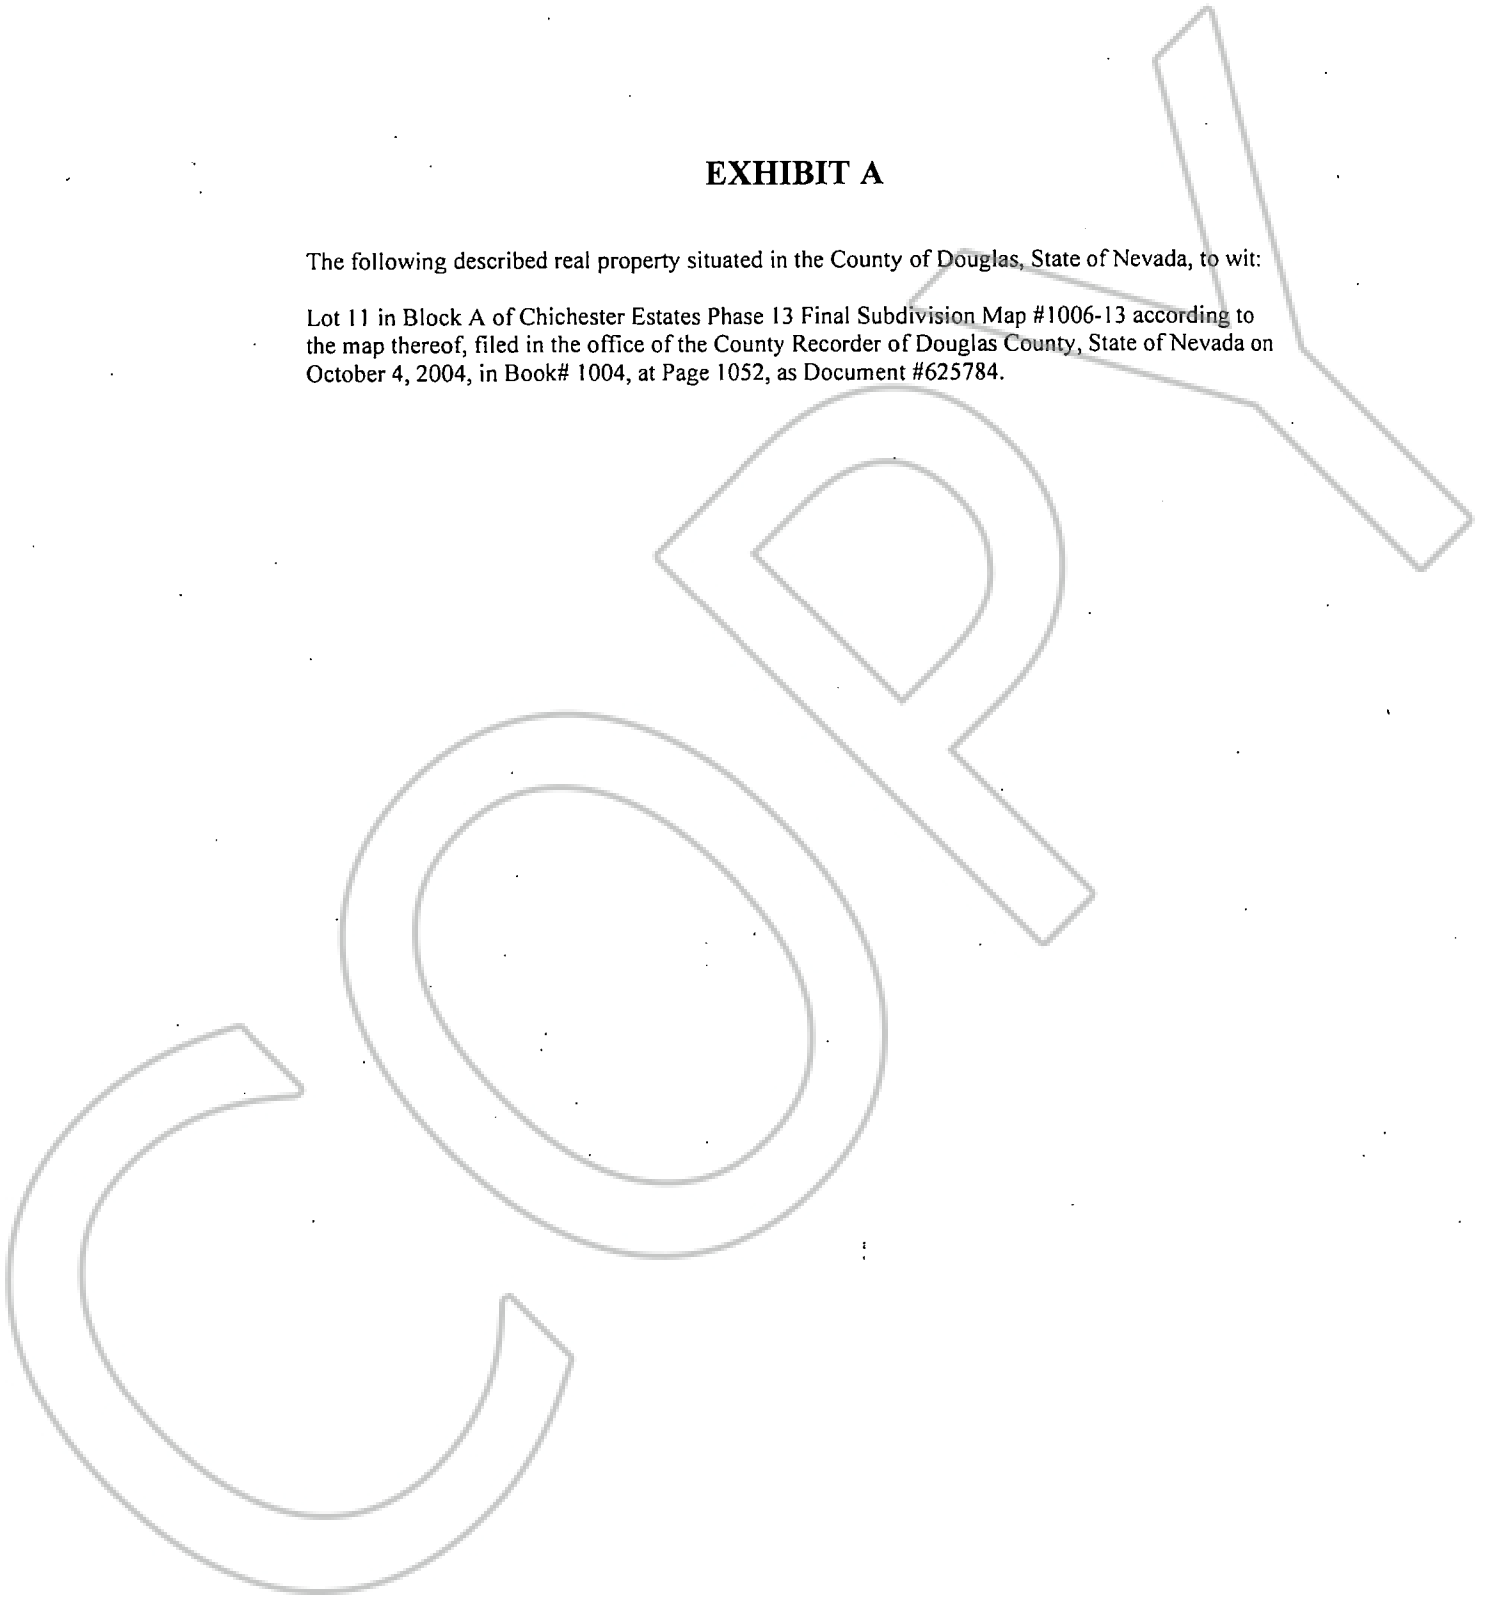 EXHIBIT A
The following described real property situated in the County of Douglas, State of Nevada, to wit:
Lot 11 in Block A of Chichester Estates Phase 13 Final Subdivision Map #1006-13 according to
the map thereof, filed in the office of the County Recorder of Douglas County, State of Nevada on
October 4, 2004, in Book# 1004, at Page 1052, as Document #625784.
COPY